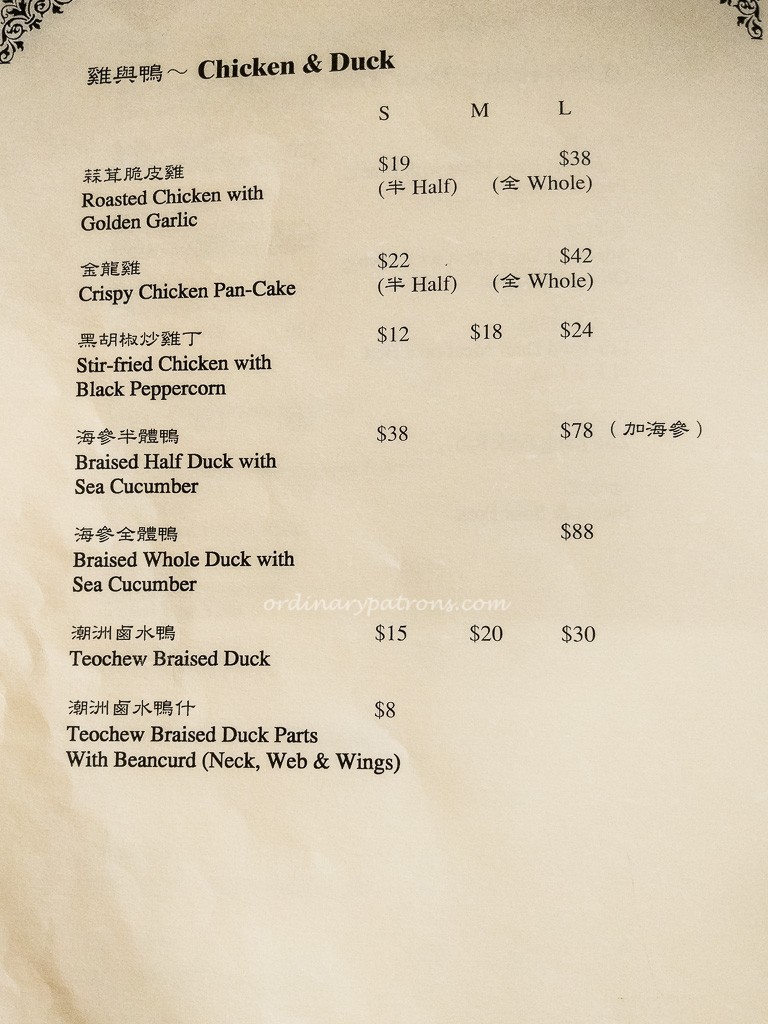 雞與鴨～ Chicken & Duck
S M L
蒜茸脆皮雞 $19 $38
Roasted Chicken with (半 Half) (全 Whole)
Golden Garlic
金龍雞 $22 $42
Crispy Chicken Pan-Cake (半 Half) (全 Whole)
黑胡椒炒雞丁 $12 $18 $24
Stir-fried Chicken with
Black Peppercorn
海參半體鴨 $38 $78 （加海參）
Braised Half Duck with
Sea Cucumber
海參全體鴨 $88
Braised Whole Duck with
Sea Cucumber
ordinarypatrons.com
潮洲鹵水鴨 $15 $20 $30
Teochew Braised Duck
潮洲鹵水鴨什 $8
Teochew Braised Duck Parts
With Beancurd (Neck, Web & Wings)